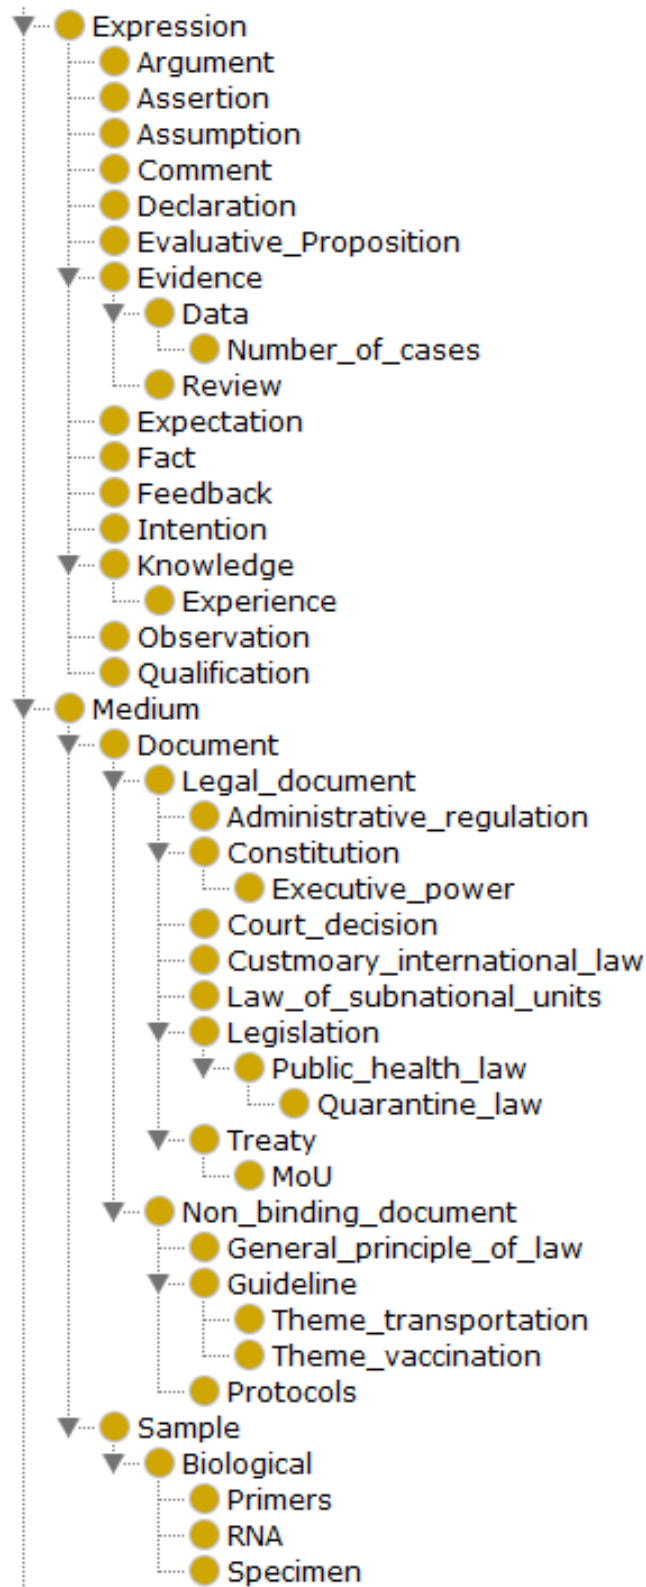 Expression
Argument
Assertion
Assumption
Comment
Declaration
Evaluative_Proposition
Evidence
Data
Number_of_cases
Review
Expectation
Fact
Feedback
Intention
Knowledge
Experience
Observation
Qualification
Medium
Document
Legal_document
Administrative_regulation
Constitution
Executive_power
Court_decision
Custmoary_international_law
Law_of_subnational_units
Legislation
Public_health_law
Quarantine_law
Treaty
MoU
Non_binding_document
General_principle_of_law
Guideline
Theme_transportation
Theme_vaccination
Protocols
Sample
Biological
Primers
RNA
Specimen